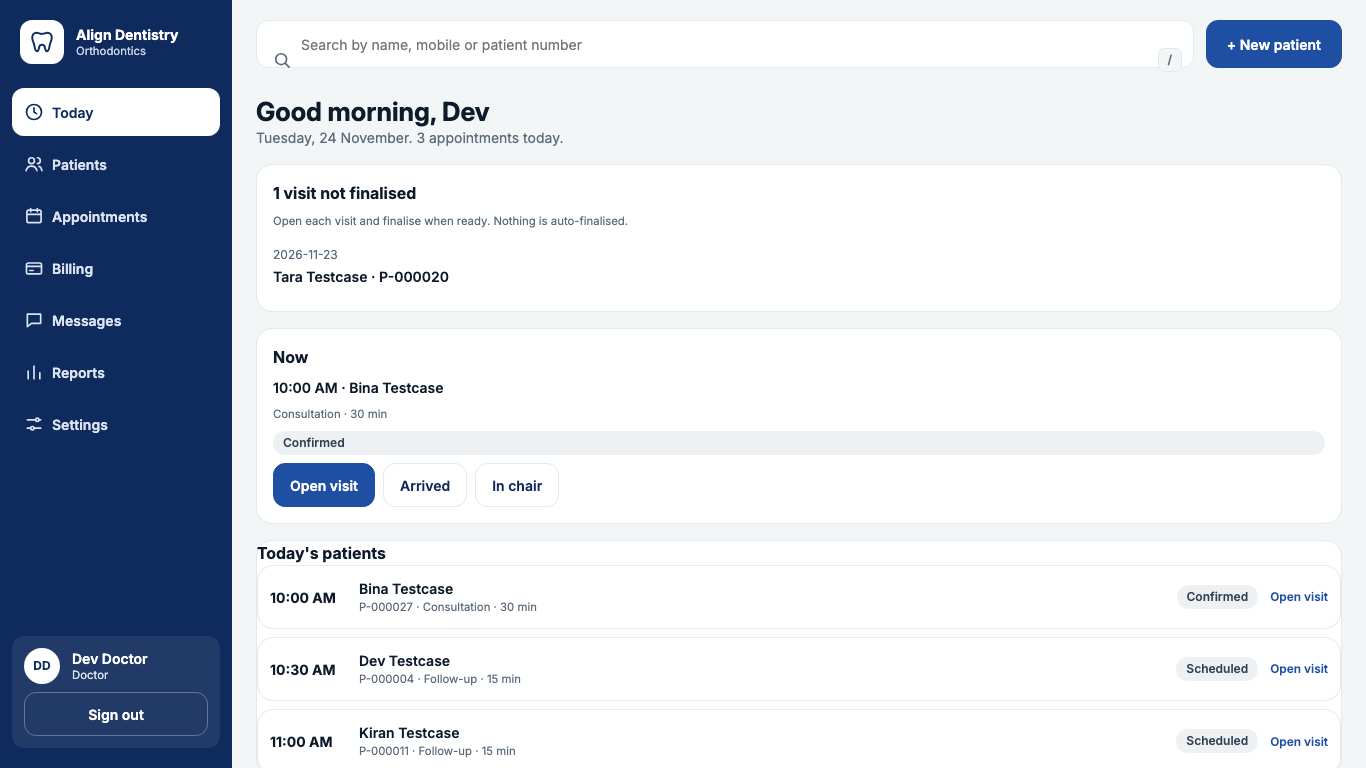 Align Dentistry
Orthodontics
Today
Patients
Appointments
Billing
Messages
Reports
Settings
DD
Dev Doctor
Doctor
Sign out
Search by name, mobile or patient number
/
+ New patient
Good morning, Dev
Tuesday, 24 November. 3 appointments today.
1 visit not finalised
Open each visit and finalise when ready. Nothing is auto-finalised.
2026-11-23
Tara Testcase · P-000020
Now
10:00 AM · Bina Testcase
Consultation · 30 min
Confirmed
Open visit
Arrived
In chair
Today's patients
10:00 AM
Bina Testcase
P-000027 · Consultation · 30 min
Confirmed
Open visit
10:30 AM
Dev Testcase
P-000004 · Follow-up · 15 min
Scheduled
Open visit
11:00 AM
Kiran Testcase
P-000011 · Follow-up · 15 min
Scheduled
Open visit